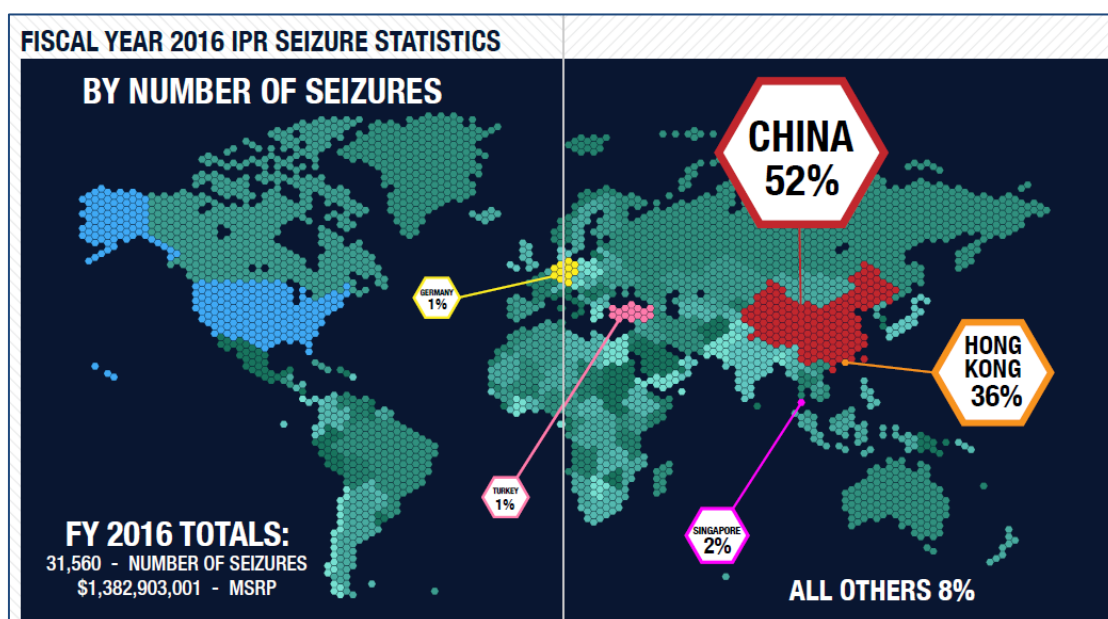 FISCAL YEAR 2016 IPR SEIZURE STATISTICS
BY NUMBER OF SEIZURES
CHINA
52%
GERMANY
1%
HONG
KONG
36%
TURKEY
1%
SINGAPORE
2%
FY 2016 TOTALS:
31,560 - NUMBER OF SEIZURES
$1,382,903,001 - MSRP
ALL OTHERS 8%